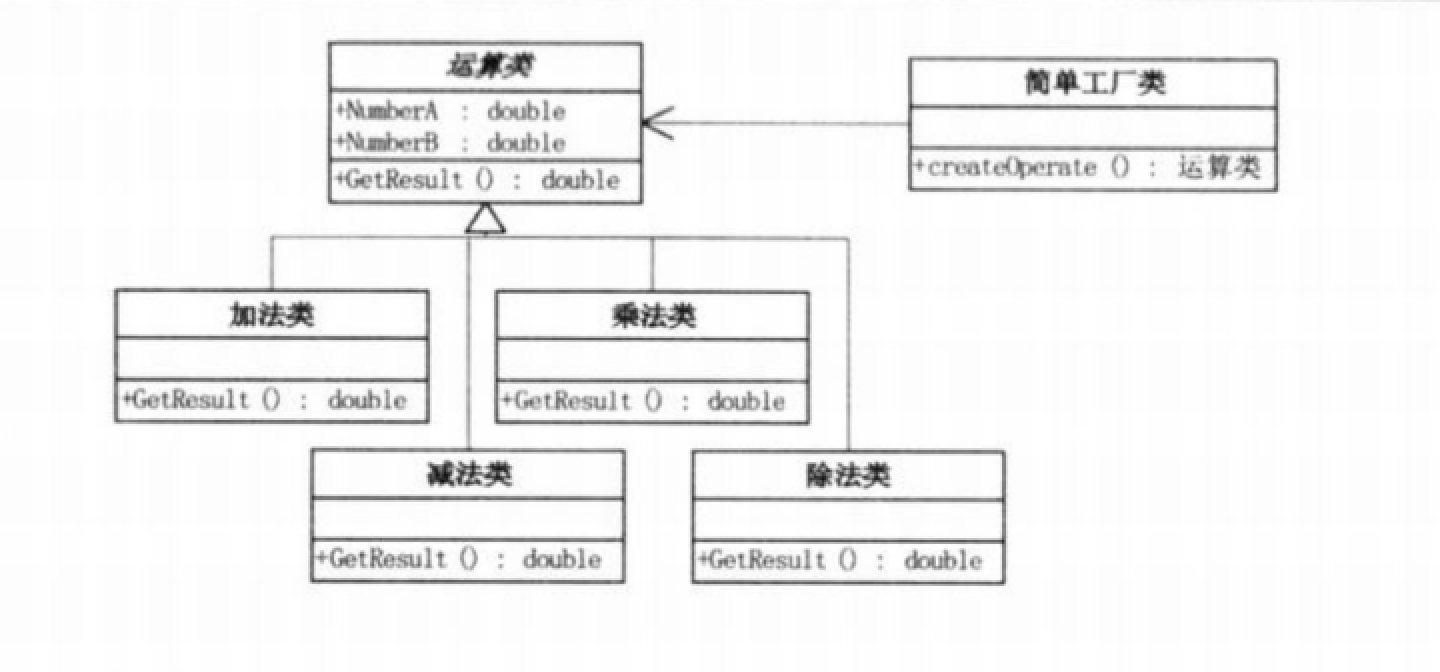 运算类
+NumberA : double
+NumberB : double
+GetResult () : double
简单工厂类
+createOperate () : 运算类
加法类
+GetResult () : double
乘法类
+GetResult () : double
减法类
+GetResult () : double
除法类
+GetResult () : double